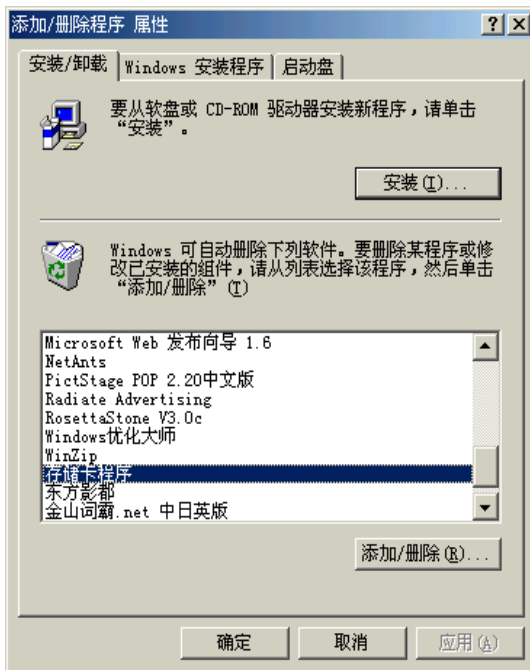 添加/删除程序 属性
安装/卸载 Windows 安装程序 启动盘
要从软盘或 CD-ROM 驱动器安装新程序，请单击
“安装”。
安装(I)...
Windows 可自动删除下列软件。要删除某程序或修
改已安装的组件，请从列表选择该程序，然后单击
“添加/删除”(T)
Microsoft Web 发布向导 1.6
NetAnts
PictStage POP 2.20中文版
Radiate Advertising
RosettaStone V3.0c
Windows优化大师
WinZip
存储卡程序
东方影都
金山词霸.net 中日英版
添加/删除(R)...
确定 取消 应用(A)